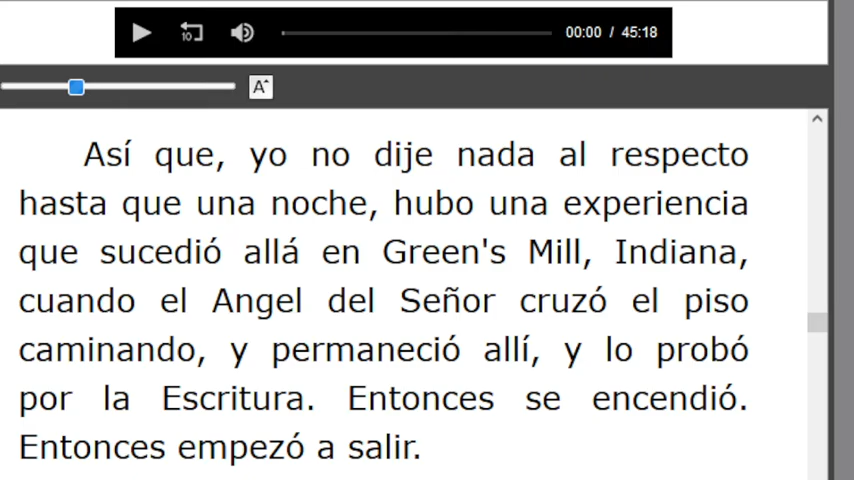 10
00:00 / 45:18
A
Así que, yo no dije nada al respecto
hasta que una noche, hubo una experiencia
que sucedió allá en Green's Mill, Indiana,
cuando el Angel del Señor cruzó el piso
caminando, y permaneció allí, y lo probó
por la Escritura. Entonces se encendió.
Entonces empezó a salir.